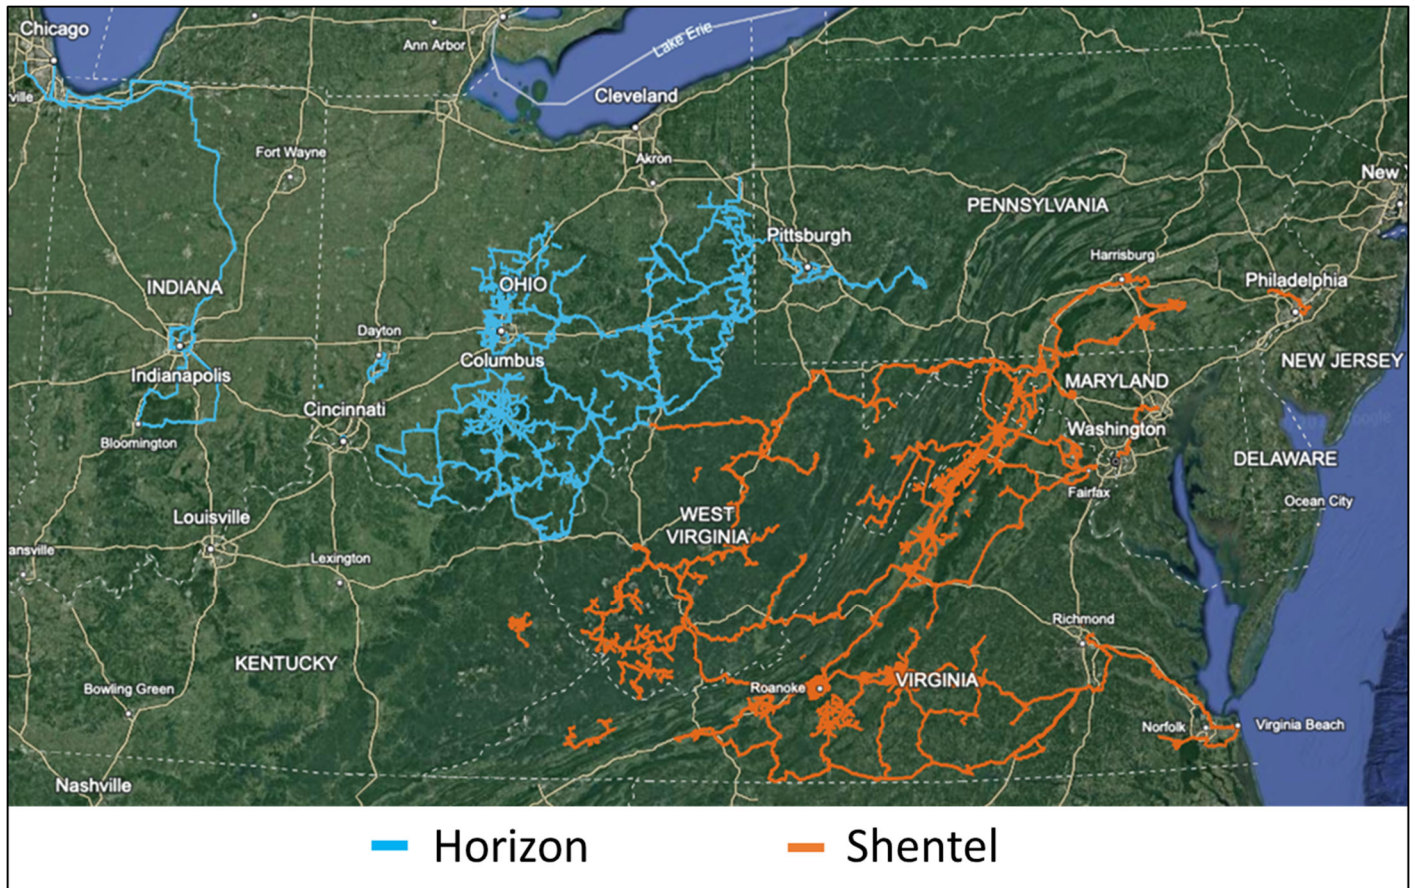 Chicago
ville
Ann Arbor
Lake Erie
Cleveland
Fort Wayne
Akron
New
PENNSYLVANIA
Pittsburgh
Harrisburg
Philadelphia
INDIANA
OHIO
Dayton
Columbus
Indianapolis
NEW JERSEY
MARYLAND
Cincinnati
Washington
Bloomington
DELAWARE
Fairfax
Ocean City
Louisville
WEST
VIRGINIA
ansville
Lexington
Richmond
KENTUCKY
Bowling Green
Roanoke
VIRGINIA
Norfolk
Virginia Beach
Nashville
Horizon
Shentel